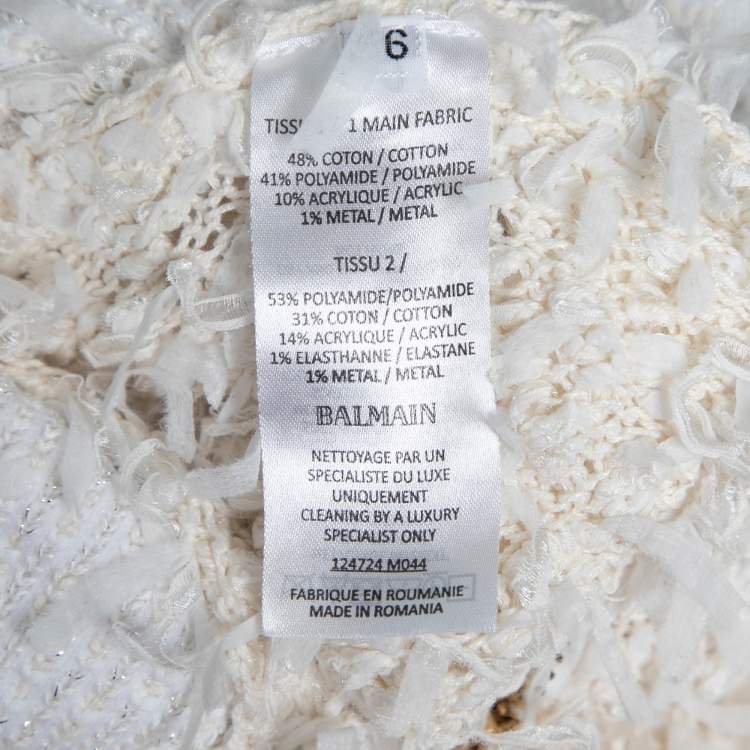 6
1 MAIN FABRIC
48% COTON / COTTON
41% POLYAMIDE / POLYAMIDE
10% ACRYLIQUE / ACRYLIC
1% METAL / METAL
TISSU 2 /
53% POLYAMIDE/POLYAMIDE
31% COTON / COTTON
14% ACRYLIQUE / ACRYLIC
1% ELASTHANNE / ELASTANE
1% METAL / METAL
BALMAIN
NETTOYAGE PAR UN
SPECIALISTE DU LUXE
UNIQUEMENT
CLEANING BY A LUXURY
SPECIALIST ONLY
124724 M044
FABRIQUE EN ROUMANIE
MADE IN ROMANIA